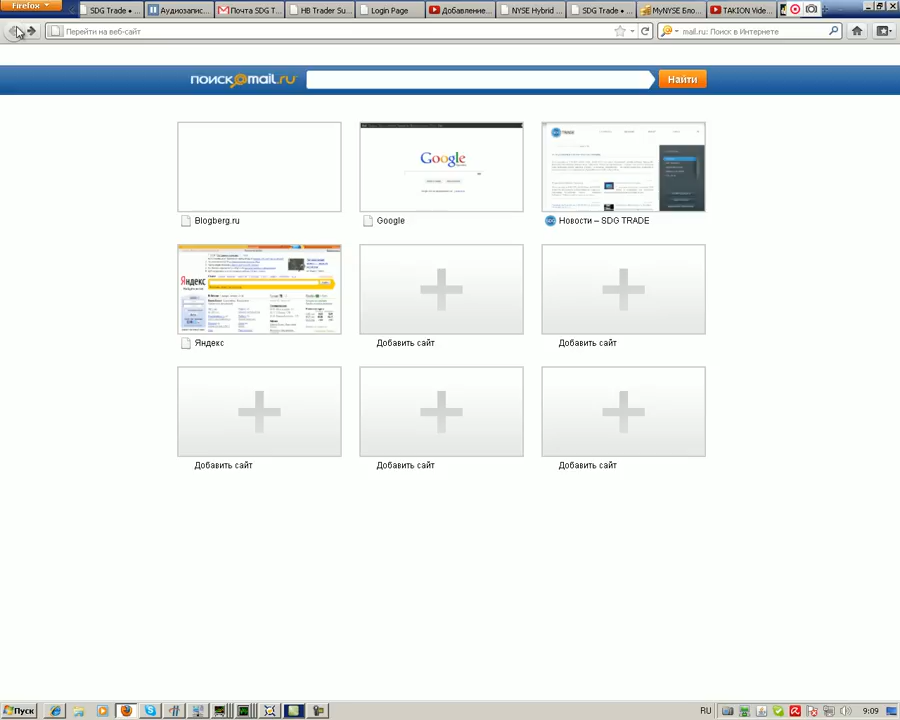 Firefox
SDG Trade • ...
Аудиозапис...
Почта SDG T...
HB Trader Su...
Login Page
Добавление...
NYSE Hybrid ...
SDG Trade • ...
MyNYSE Бло...
TAKION Vide...
Перейти на веб-сайт
mail.ru: Поиск в Интернете
поиск@mail.ru
Найти
Google
TRADE
Blogberg.ru
Google
SDG Новости – SDG TRADE
Яндекс
Яндекс
Добавить сайт
Добавить сайт
Добавить сайт
Добавить сайт
Добавить сайт
Пуск
RU
9:09